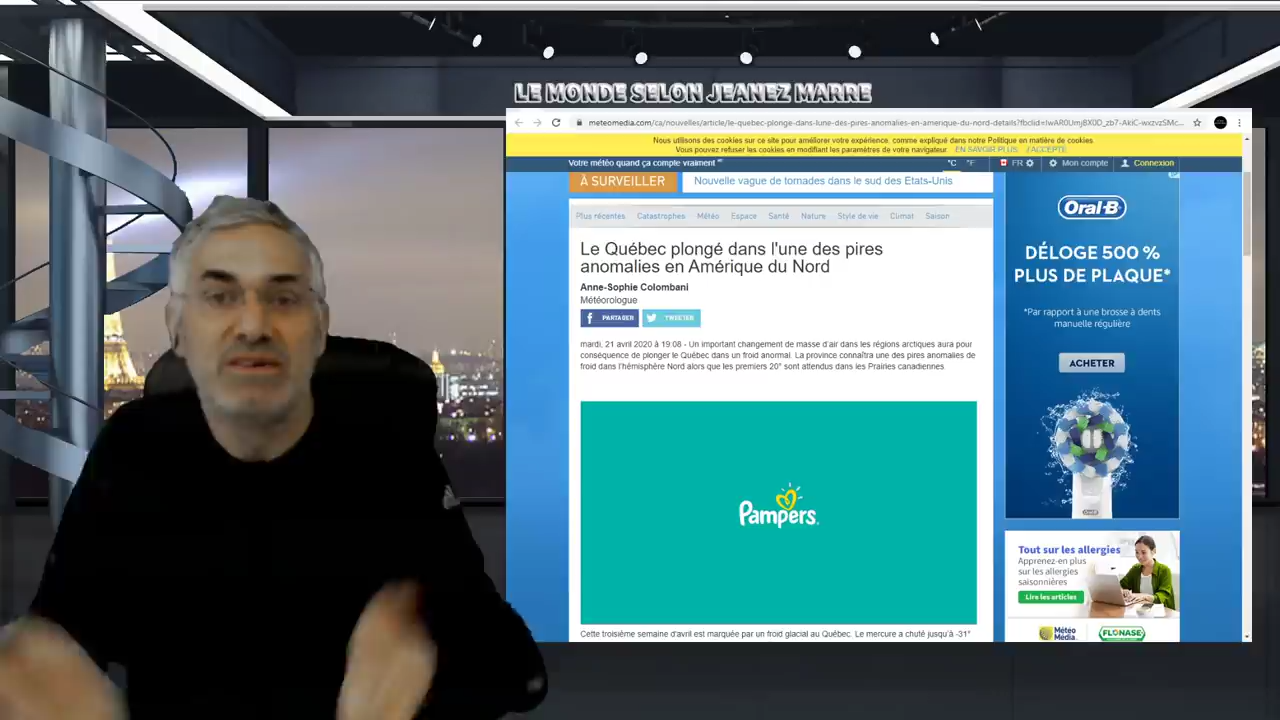 LE MONDE SELON JEANEZ MARRE
meteomedia.com/ca/nouvelles/article/le-quebec-plonge-dans-lune-des-pires-anomalies-en-amerique-du-nord-details?fbclid=
Nous utilisons des cookies sur ce site pour améliorer votre expérience, comme expliqué dans notre Politique en matière de cookies.
Vous pouvez refuser les cookies en modifiant les paramètres de votre navigateur. EN SAVOIR PLUS. J'ACCEPTE
Votre météo quand ça compte vraiment
°C °F FR Mon compte Connexion
À SURVEILLER Nouvelle vague de tornades dans le sud des États-Unis
Plus récentes Catastrophes Météo Espace Santé Nature Style de vie Climat Saison
Le Québec plongé dans l'une des pires
anomalies en Amérique du Nord
Anne-Sophie Colombani
Météorologue
PARTAGER TWEETER
mardi, 21 avril 2020 à 19:08 - Un important changement de masse d'air dans les régions arctiques aura pour
conséquence de plonger le Québec dans un froid anormal. La province connaîtra une des pires anomalies de
froid dans l'hémisphère Nord alors que les premiers 20° sont attendus dans les Prairies canadiennes.
Pampers.
Cette troisième semaine d'avril est marquée par un froid glacial au Québec. Le mercure a chuté jusqu'à -31°
Oral-B
DÉLOGE 500 %
PLUS DE PLAQUE*
*Par rapport à une brosse à dents
manuelle régulière
ACHETER
Oral-B
Tout sur les allergies
Apprenez-en plus
sur les allergies
saisonnières
Lire les articles
Météo
Média
FLONASE